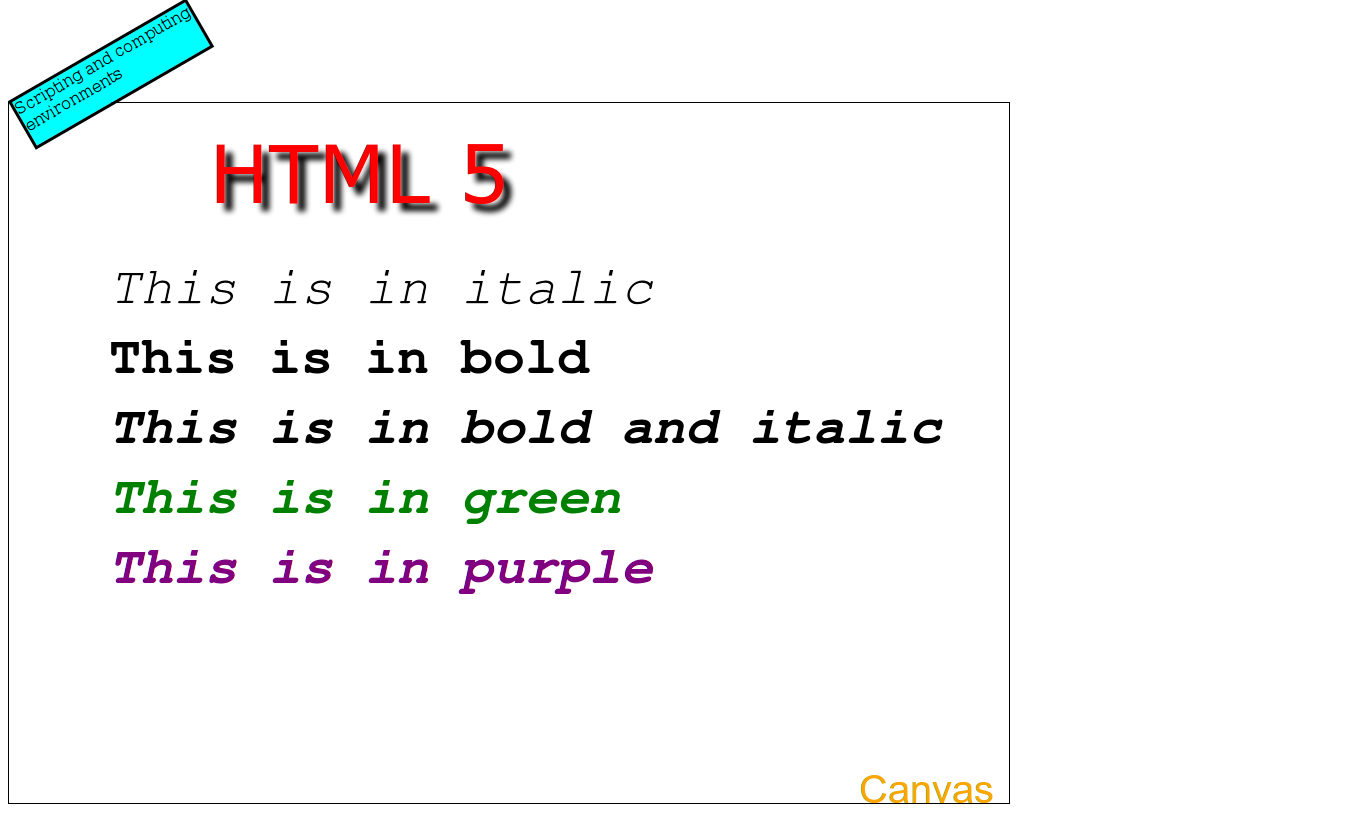 Scripting and computing
environments
HTML 5
This is in italic
This is in bold
This is in bold and italic
This is in green
This is in purple
Canvas